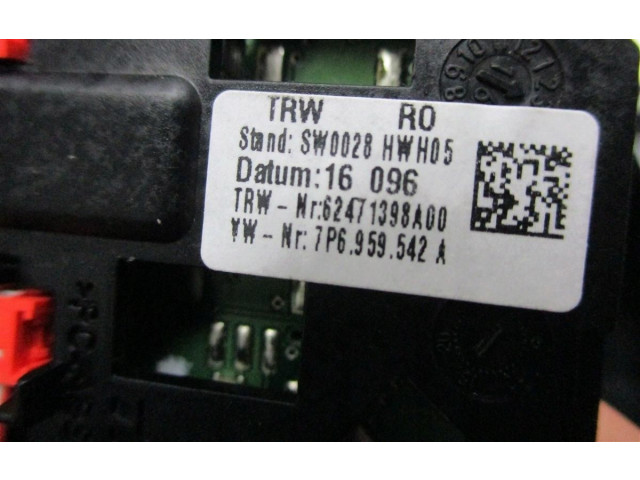 TRW RO
Stand: SW0028 HWH05
Datum:16 096
TRW-Nr:62471398A00
VW-Nr: 7P6.959.542 A